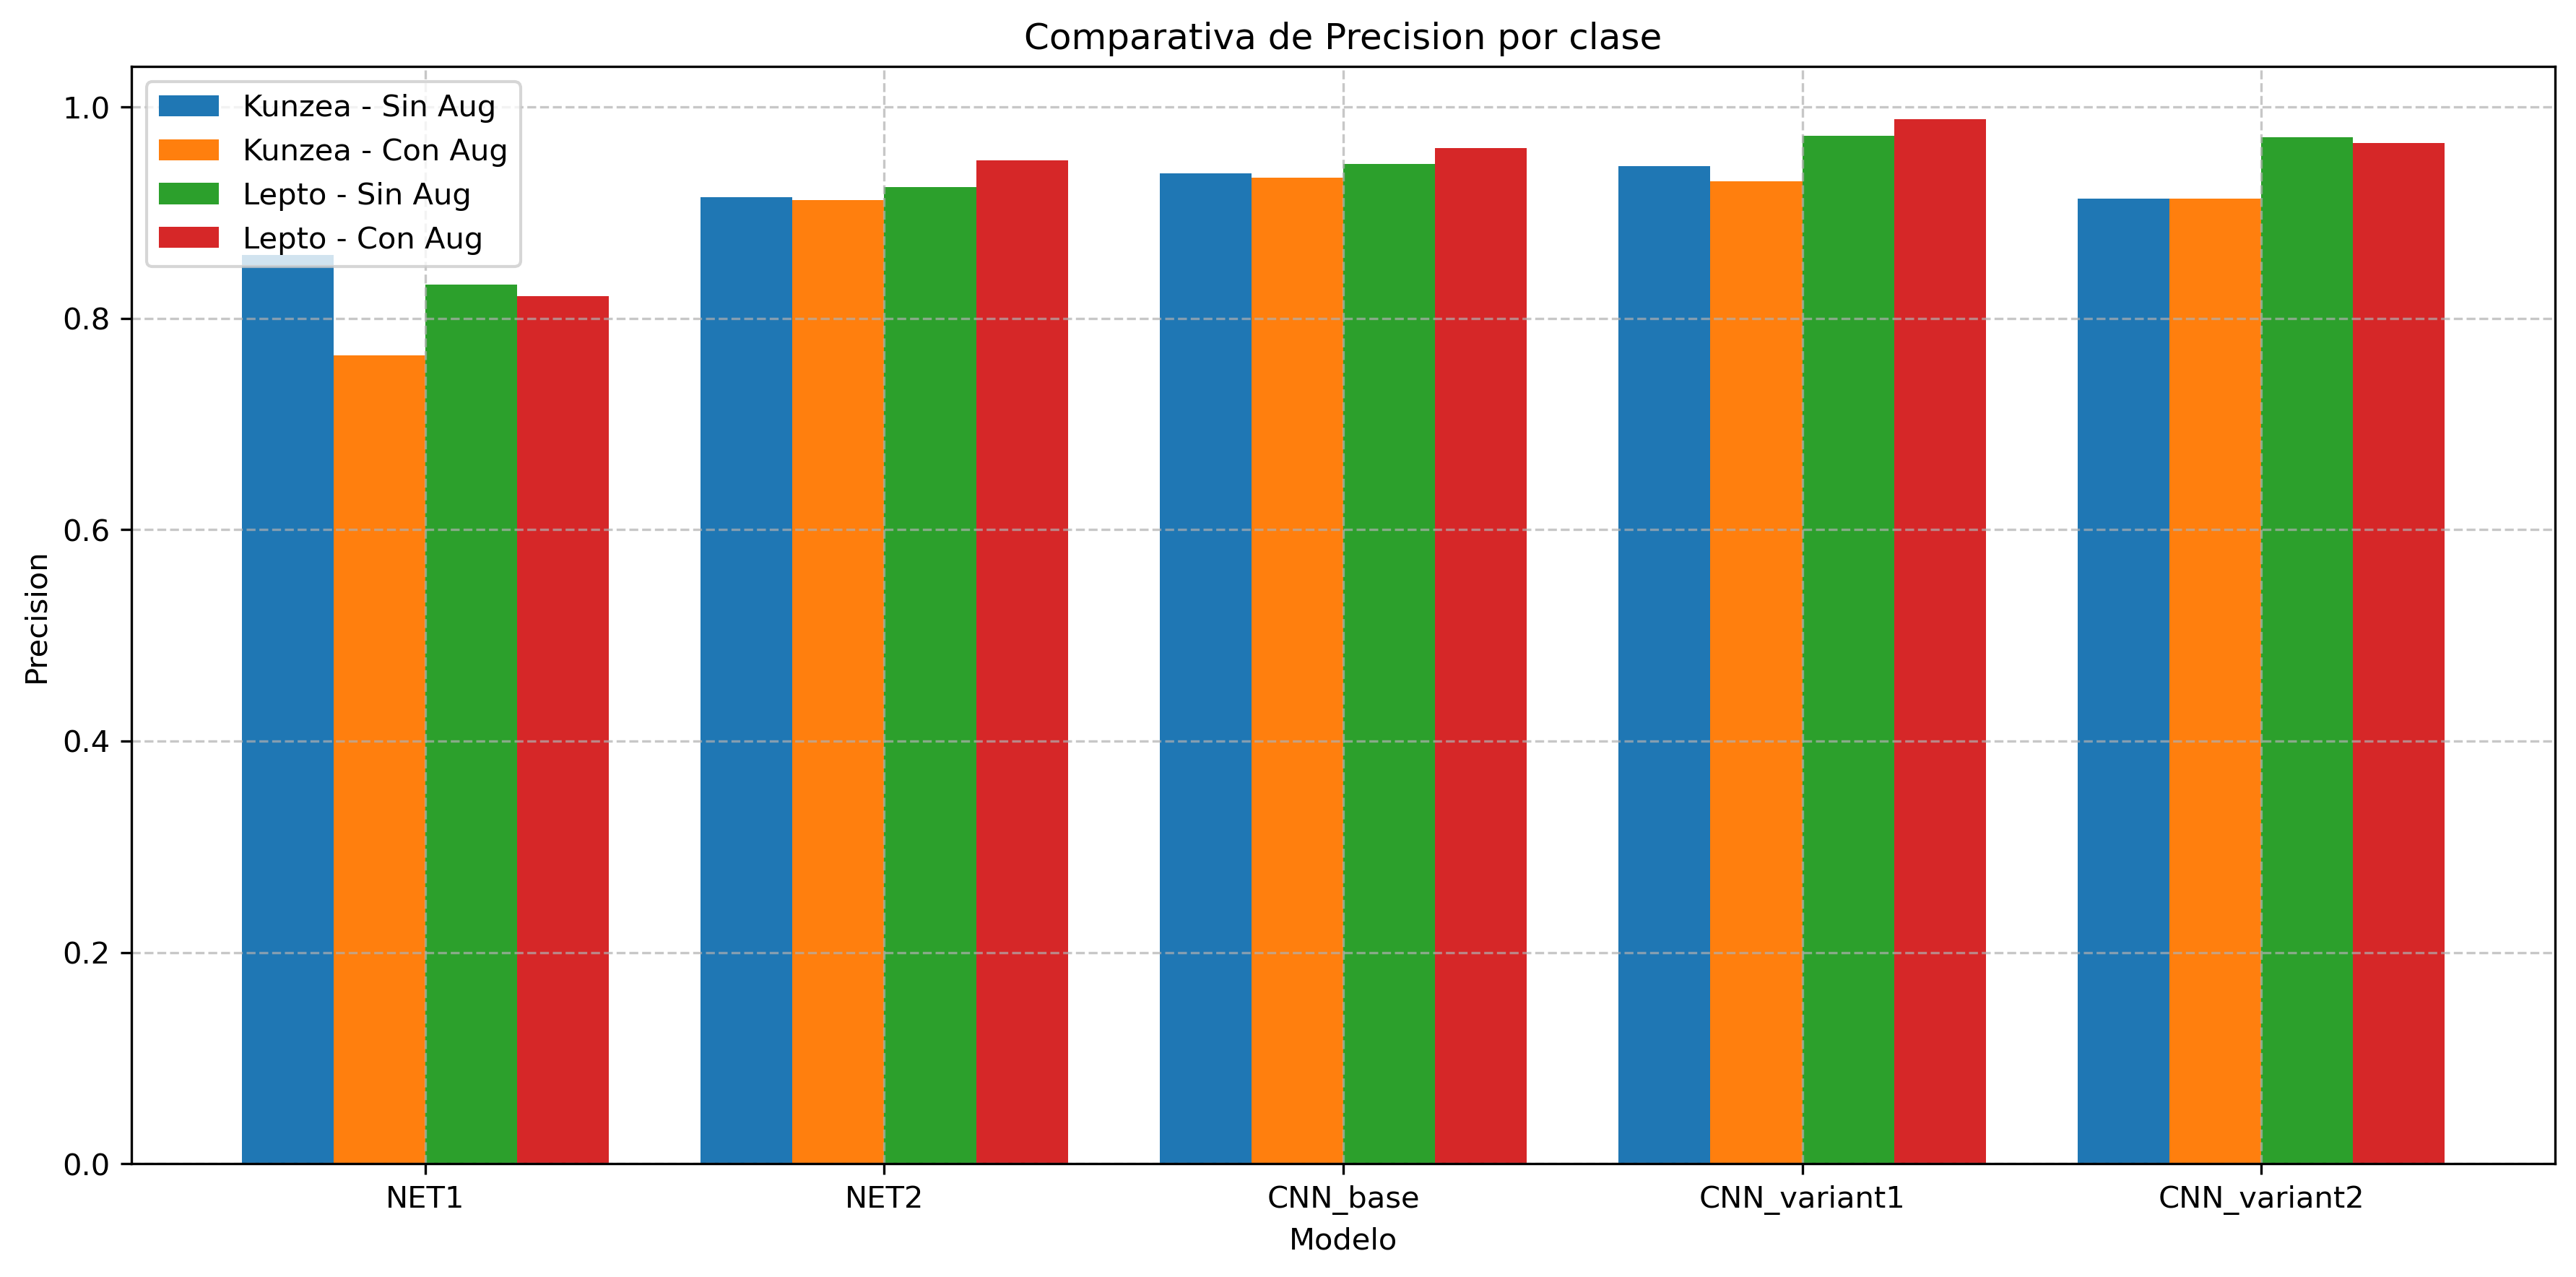 Comparativa de Precision por clase
Kunzea - Sin Aug
Kunzea - Con Aug
Lepto - Sin Aug
Lepto - Con Aug
1.0
0.8
0.6
0.4
0.2
0.0
Precision
NET1
NET2
CNN_base
CNN_variant1
CNN_variant2
Modelo